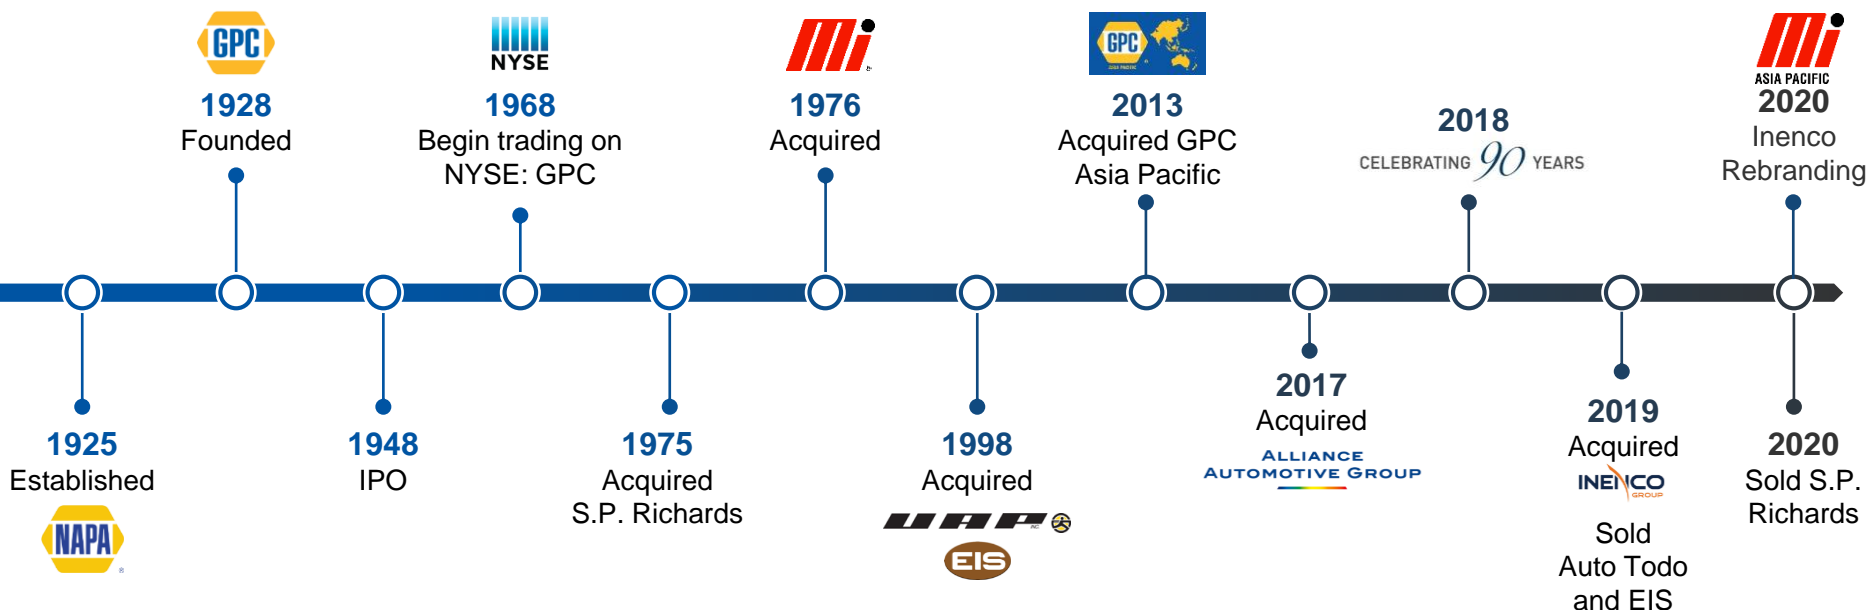 GPC
1928
Founded
NYSE
1968
Begin trading on
NYSE: GPC
Mi
1976
Acquired
GPC
ASIA PACIFIC
2013
Acquired GPC
Asia Pacific
2018
CELEBRATING 90 YEARS
Mi
ASIA PACIFIC
2020
Inenco
Rebranding
1925
Established
NAPA
1948
IPO
1975
Acquired
S.P. Richards
1998
Acquired
UAP INC.
EIS
2017
Acquired
ALLIANCE
AUTOMOTIVE GROUP
2019
Acquired
INENCO
GROUP
Sold
Auto Todo
and EIS
2020
Sold S.P.
Richards